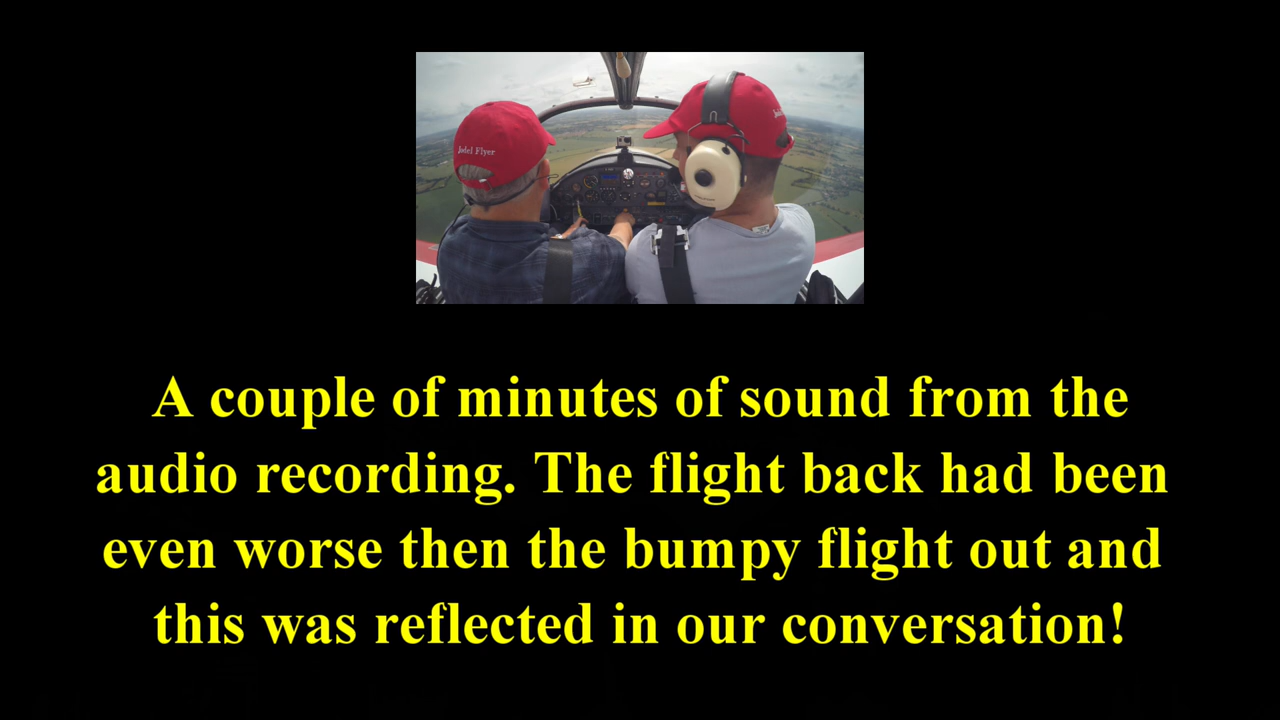 Jodel Flyer
A couple of minutes of sound from the
audio recording. The flight back had been
even worse then the bumpy flight out and
this was reflected in our conversation!